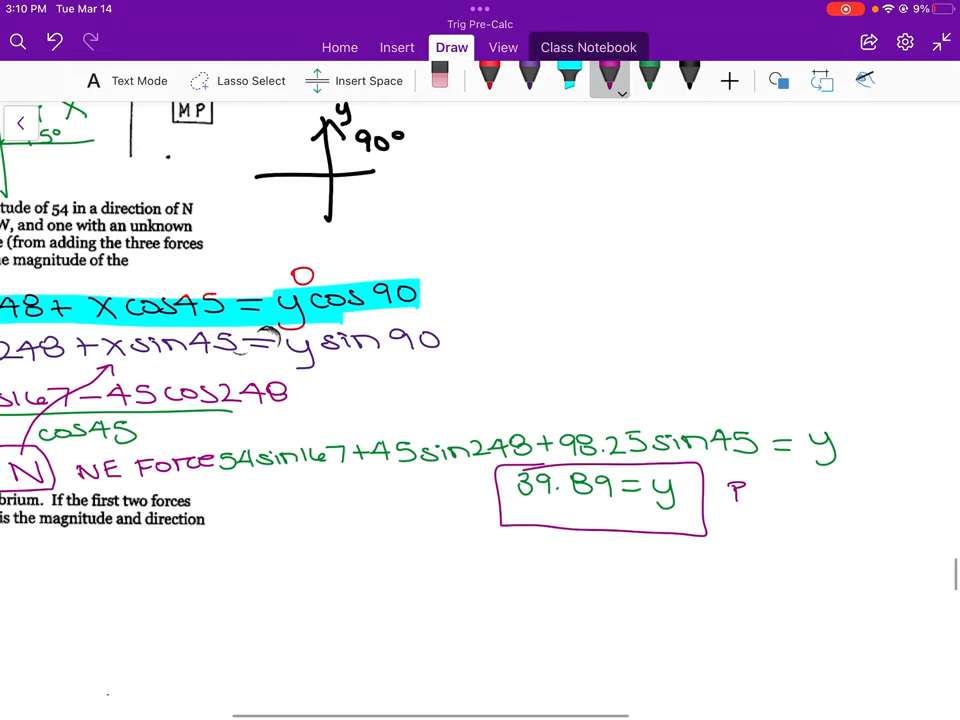 3:10 PM Tue Mar 14
9%
Trig Pre-Calc
Home Insert Draw View Class Notebook
Text Mode Lasso Select Insert Space
X
5°
MP
y
90°
tude of 54 in a direction of N
W, and one with an unknown
e (from adding the three forces
e magnitude of the
0
48 + x cos 45 = y cos 90
248 + x sin 45 = y sin 90
s167 - 45 cos 248
cos 45
N NE FORCE 54 sin 167 + 45 sin 248 + 98.25 sin 45 = y
39.89 = y P
brium. If the first two forces
is the magnitude and direction